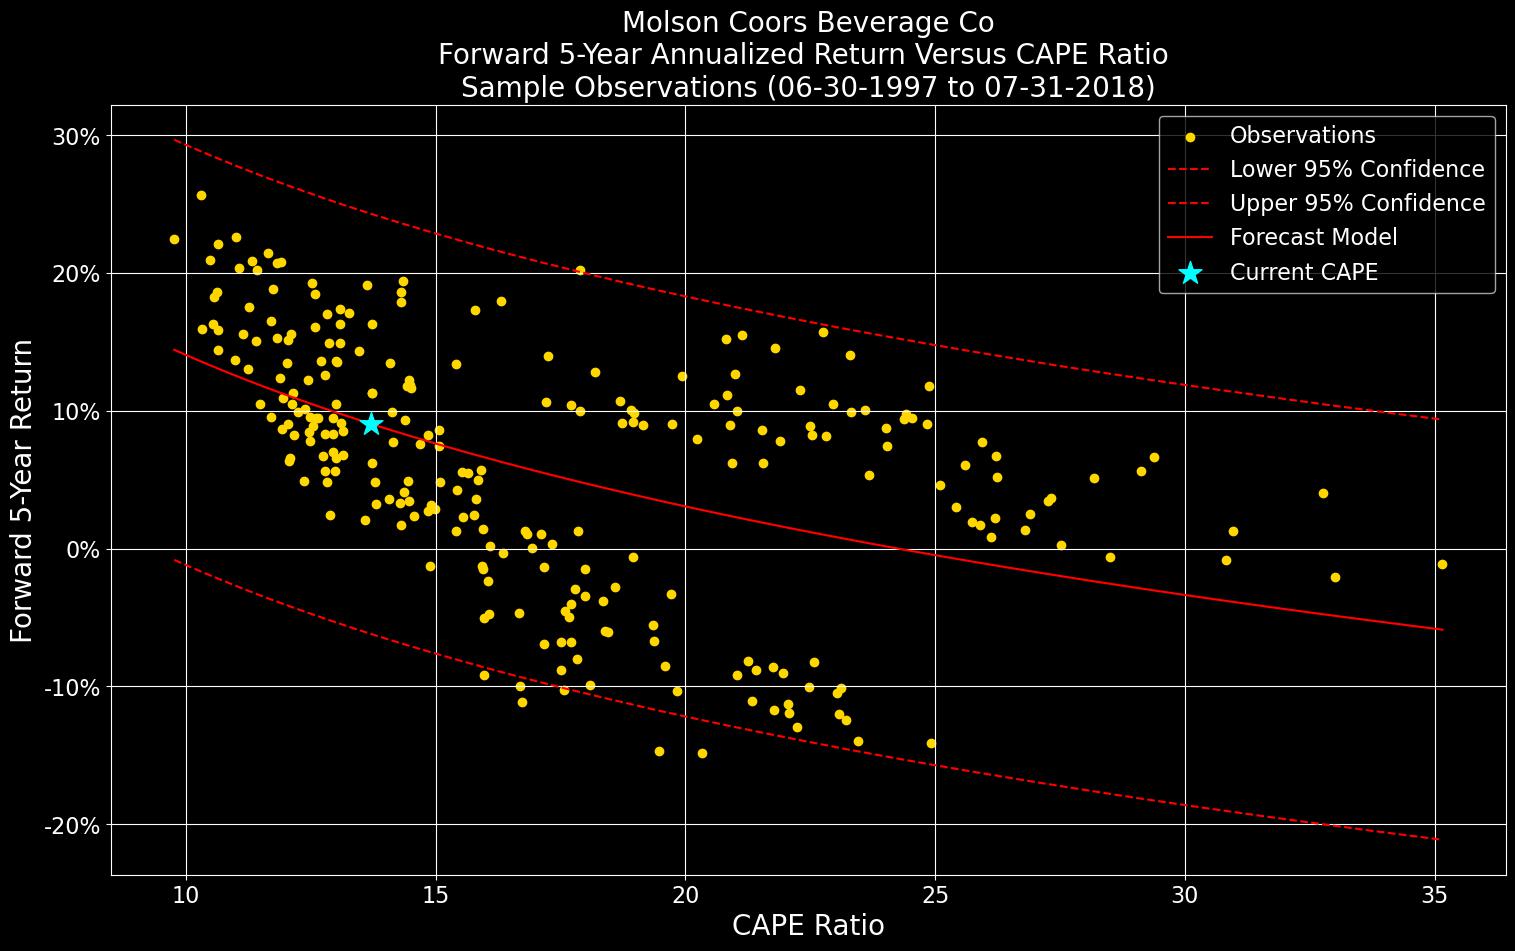 Molson Coors Beverage Co
Forward 5-Year Annualized Return Versus CAPE Ratio
Sample Observations (06-30-1997 to 07-31-2018)
Observations
Lower 95% Confidence
Upper 95% Confidence
Forecast Model
Current CAPE
Forward 5-Year Return
30%
20%
10%
0%
-10%
-20%
10
15
20
25
30
35
CAPE Ratio